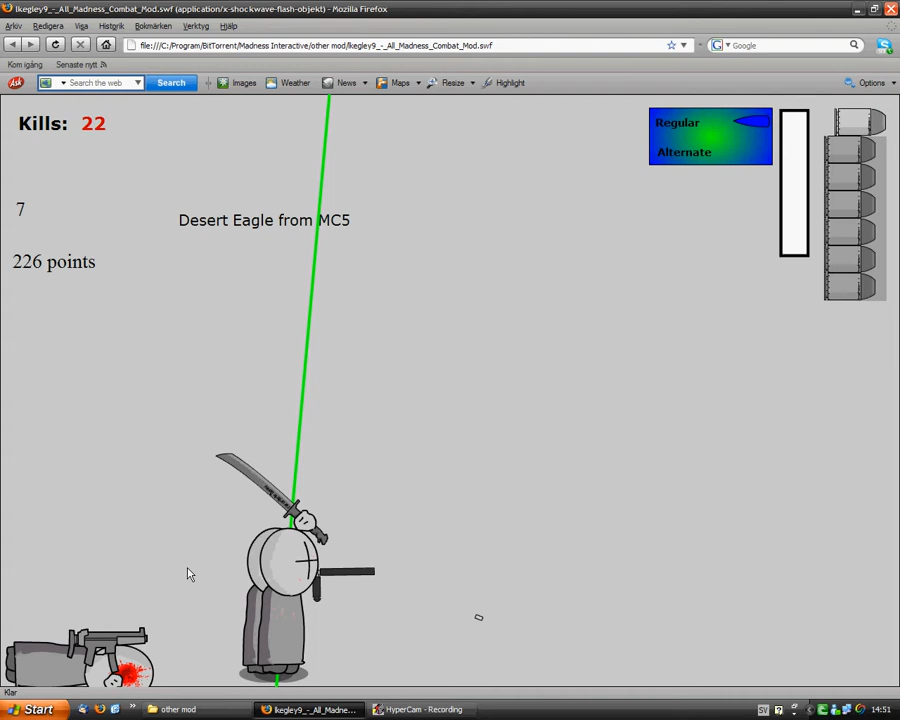 lkegley9_-_All_Madness_Combat_Mod.swf (application/x-shockwave-flash-objekt) - Mozilla Firefox
Arkiv Redigera Visa Historik Bokmärken Verktyg Hjälp
file:///C:/Program/BitTorrent/Madness Interactive/other mod/lkegley9_-_All_Madness_Combat_Mod.swf
Google
Kom igång Senaste nytt
Ask Search the web Search Images Weather News Maps Resize Highlight Options
Kills: 22
Regular
Alternate
7
Desert Eagle from MC5
226 points
Klar
Start other mod lkegley9_-_All_Madne... HyperCam - Recording SV 14:51